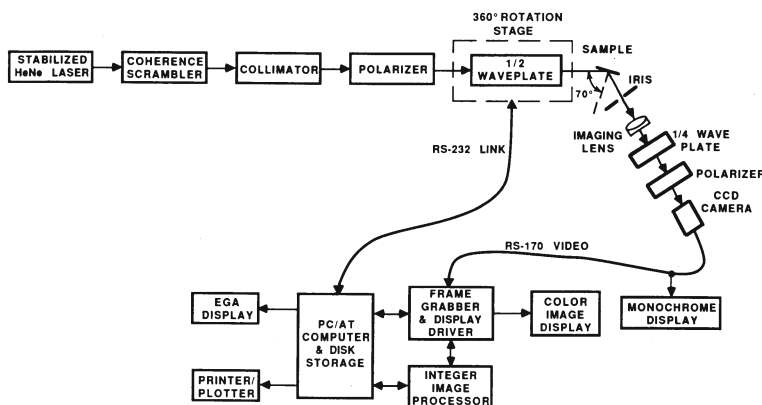 360° ROTATION
STAGE
STABILIZED
HeNe LASER
COHERENCE
SCRAMBLER
COLLIMATOR
POLARIZER
1/2
WAVEPLATE
SAMPLE
IRIS
70°
IMAGING
LENS
1/4 WAVE
PLATE
POLARIZER
CCD
CAMERA
RS-232 LINK
RS-170 VIDEO
EGA
DISPLAY
PC/AT
COMPUTER
& DISK
STORAGE
FRAME
GRABBER
& DISPLAY
DRIVER
COLOR
IMAGE
DISPLAY
MONOCHROME
DISPLAY
PRINTER/
PLOTTER
INTEGER
IMAGE
PROCESSOR